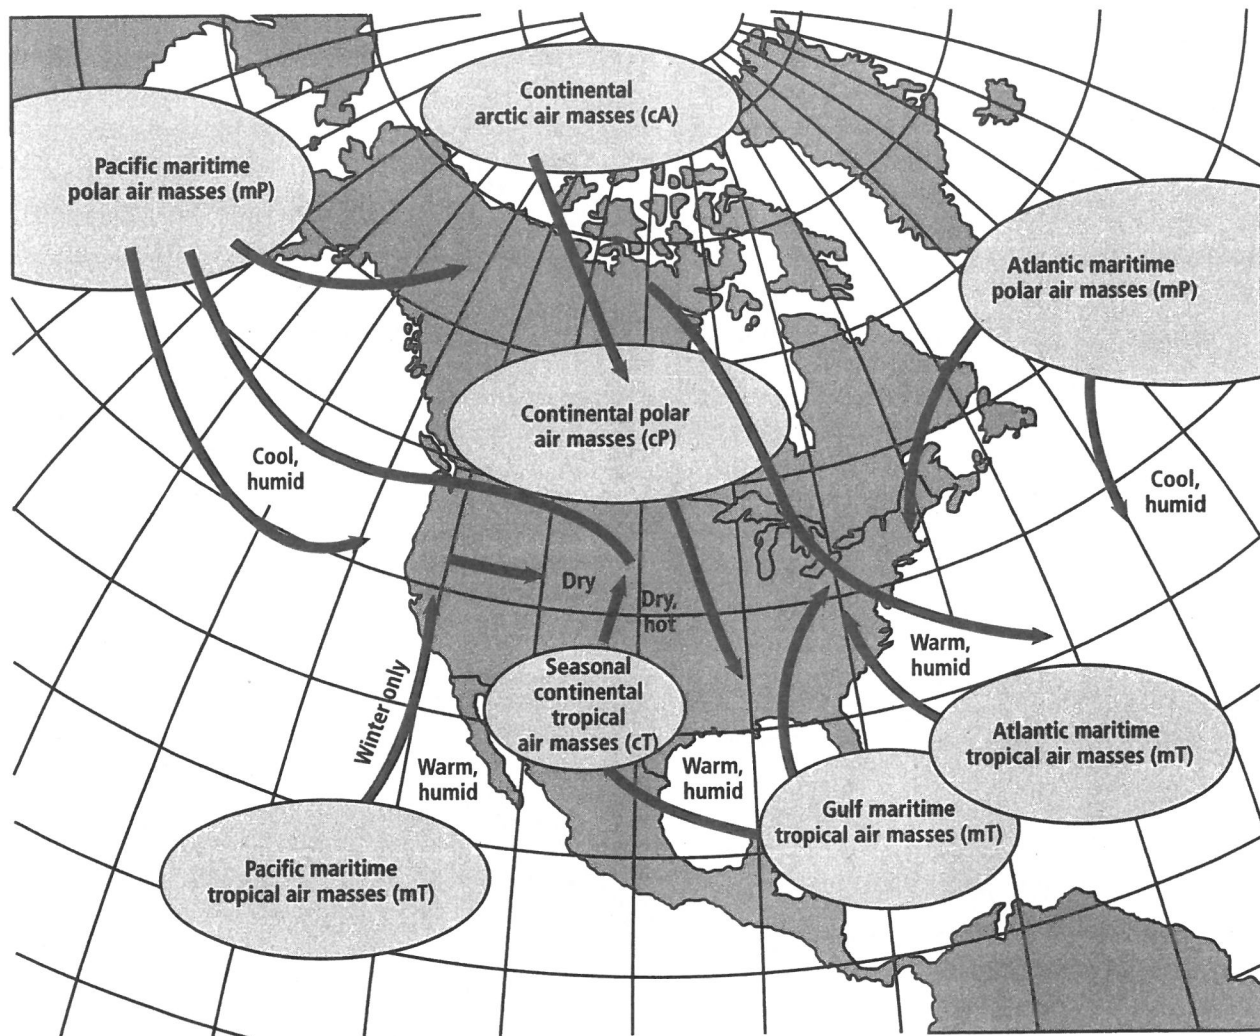 Continental
arctic air masses (cA)
Pacific maritime
polar air masses (mP)
Atlantic maritime
polar air masses (mP)
Continental polar
air masses (cP)
Cool,
humid
Cool,
humid
Dry
Dry,
hot
Warm,
humid
Seasonal
continental
tropical
air masses (cT)
Winter only
Atlantic maritime
tropical air masses (mT)
Warm,
humid
Warm,
humid
Gulf maritime
tropical air masses (mT)
Pacific maritime
tropical air masses (mT)